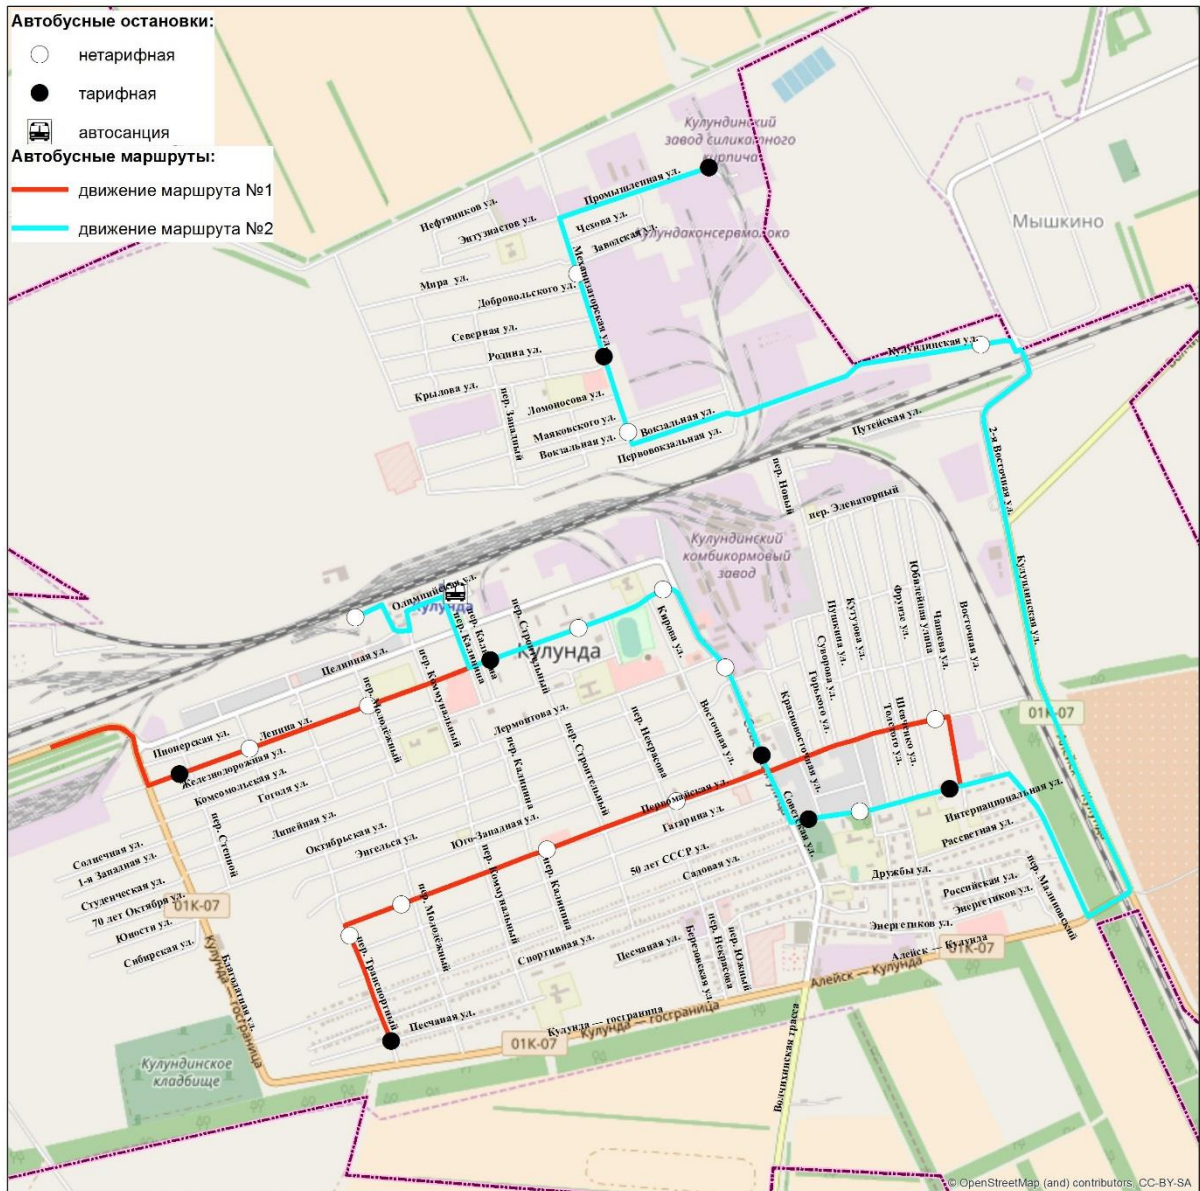 Автобусные остановки:
нетарифная
тарифная
автосанция
Автобусные маршруты:
движение маршрута №1
движение маршрута №2
Кулундинский
завод силикатного
кирпича
Промышленная ул.
Нефтяников ул.
Энтузиастов ул.
Чехова ул.
Заводская ул.
Кулундаконсервмолоко
Мышкино
Механизаторская ул.
Мира ул.
Добровольского ул.
Северная ул.
Родина ул.
Крылова ул.
пер. Западный
Ломоносова ул.
Маяковского ул.
Вокзальная ул.
Вокзальная ул.
Первовокзальная ул.
Кулундинская ул.
Путейская ул.
2-я Восточная ул.
пер. Новый
пер. Элеваторный
Кулундинский
комбикормовый
завод
Кулундинская ул.
Олимпийская ул.
Кулунда
пер. Калинина
пер. Калинина
пер. Строительный
Кулунда
Кирова ул.
Целинная ул.
пер. Коммунальный
пер. Молодёжный
Пушкина ул.
Кутузова ул.
Фрунзе ул.
Юбилейная улица
Чапаева ул.
Восточная ул.
Суворова ул.
Горького ул.
Красновосточная ул.
Восточная ул.
Шевченко ул.
Толстого ул.
01К-07
Пионерская ул.
Ленина ул.
Железнодорожная ул.
Комсомольская ул.
Гоголя ул.
Лермонтова ул.
пер. Калинина
пер. Строительный
пер. Некрасова
Первомайская ул.
Гагарина ул.
Советская ул.
Интернациональная ул.
Рассветная ул.
Липейная ул.
Октябрьская ул.
Энгельса ул.
Юго-Западная ул.
50 лет СССР ул.
Садовая ул.
Дружбы ул.
Российская ул.
Энергетиков ул.
пер. Малиновский
пер. Степной
Солнечная ул.
1-я Западная ул.
Студенческая ул.
70 лет Октября ул.
Юности ул.
Сибирская ул.
01К-07
пер. Молодёжный
пер. Коммунальный
пер. Калинина
Спортивная ул.
Песчаная ул.
Березовская ул.
пер. Некрасова
пер. Южный
Энергетиков ул.
Алейск — Кулунда
01К-07
Алейск — Кулунда
пер. Транспортный
Песчаная ул.
Кулунда — госграница
Кулунда — госграница
01К-07
Кулунда — госграница
Благодатная ул.
Кулундинское
кладбище
Волчихинская трасса
© OpenStreetMap (and) contributors, CC-BY-SA